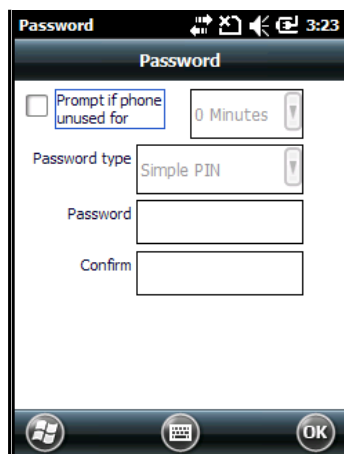 Password 3:23
Password
Prompt if phone
unused for
0 Minutes
Password type
Simple PIN
Password
Confirm
OK